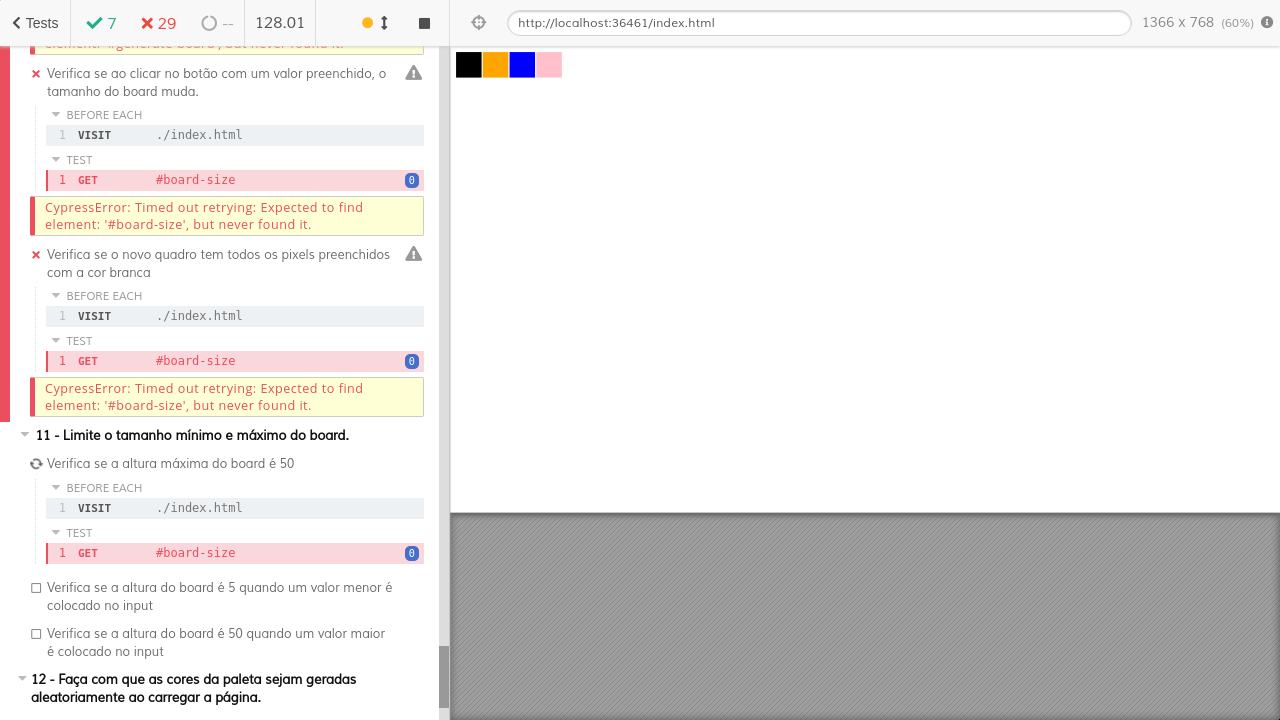 Tests 7 29 -- 128.01
http://localhost:36461/index.html 1366 x 768 (60%)
element: '#generate-board', but never found it.
Verifica se ao clicar no botão com um valor preenchido, o
tamanho do board muda.
BEFORE EACH
1 VISIT ./index.html
TEST
1 GET #board-size 0
CypressError: Timed out retrying: Expected to find
element: '#board-size', but never found it.
Verifica se o novo quadro tem todos os pixels preenchidos
com a cor branca
BEFORE EACH
1 VISIT ./index.html
TEST
1 GET #board-size 0
CypressError: Timed out retrying: Expected to find
element: '#board-size', but never found it.
11 - Limite o tamanho mínimo e máximo do board.
Verifica se a altura máxima do board é 50
BEFORE EACH
1 VISIT ./index.html
TEST
1 GET #board-size 0
Verifica se a altura do board é 5 quando um valor menor é
colocado no input
Verifica se a altura do board é 50 quando um valor maior
é colocado no input
12 - Faça com que as cores da paleta sejam geradas
aleatoriamente ao carregar a página.